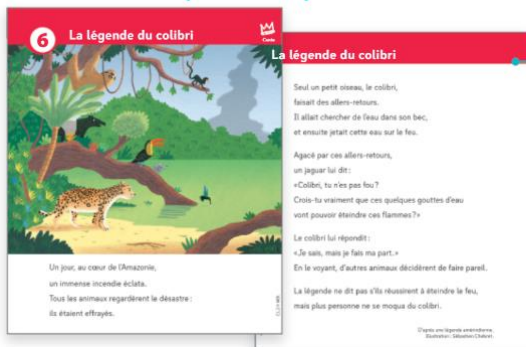 6
La légende du colibri
Conte
Un jour, au cœur de l'Amazonie,
un immense incendie éclata.
Tous les animaux regardèrent le désastre :
ils étaient effrayés.
La légende du colibri
Seul un petit oiseau, le colibri,
faisait des allers-retours.
Il allait chercher de l'eau dans son bec,
et ensuite jetait cette eau sur le feu.
Agacé par ces allers-retours,
un jaguar lui dit :
«Colibri, tu n'es pas fou ?
Crois-tu vraiment que ces quelques gouttes d'eau
vont pouvoir éteindre ces flammes ?»
Le colibri lui répondit :
«Je sais, mais je fais ma part.»
En le voyant, d'autres animaux décidèrent de faire pareil.
La légende ne dit pas s'ils réussirent à éteindre le feu,
mais plus personne ne se moqua du colibri.
D'après une légende amérindienne.
Illustration : Sébastien Chebret.